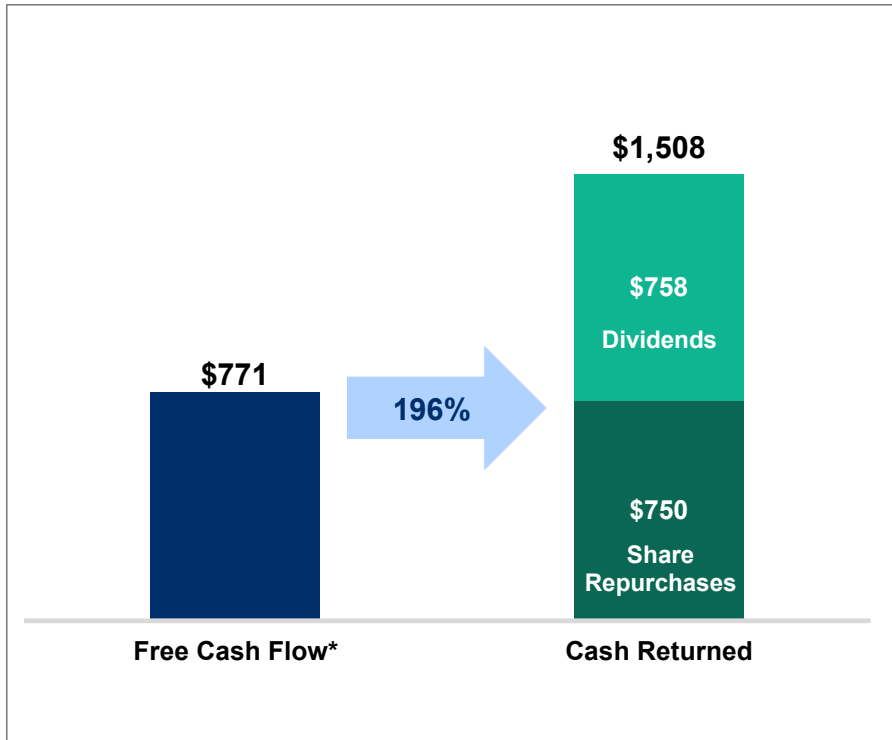 $1,508
$758
Dividends
$771
196%
$750
Share
Repurchases
Free Cash Flow*
Cash Returned